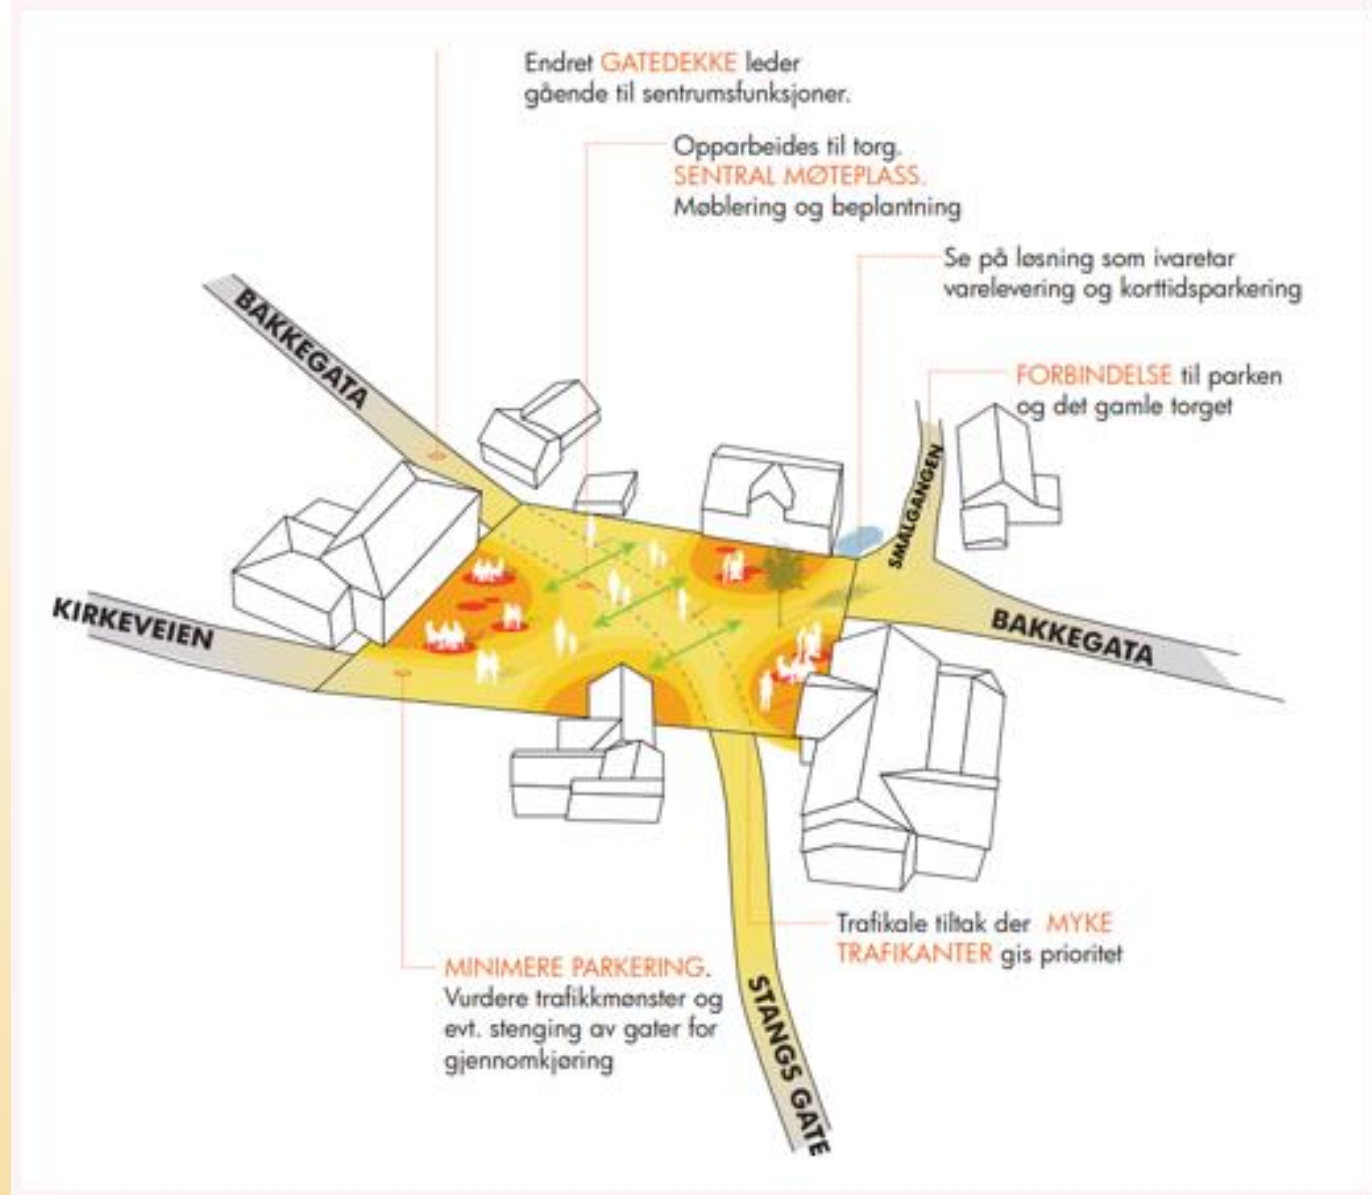 Endret GATEDEKKE leder
gående til sentrumsfunksjoner.
Opparbeides til torg.
SENTRAL MØTEPLASS.
Møblering og beplantning
Se på løsning som ivaretar
varelevering og korttidsparkering
FORBINDELSE til parken
og det gamle torget
BAKKEGATA
SMALGANGEN
KIRKEVEIEN
BAKKEGATA
Trafikale tiltak der MYKE
TRAFIKANTER gis prioritet
MINIMERE PARKERING.
Vurdere trafikkmønster og
evt. stenging av gater for
gjennomkjøring
STANGS GATE